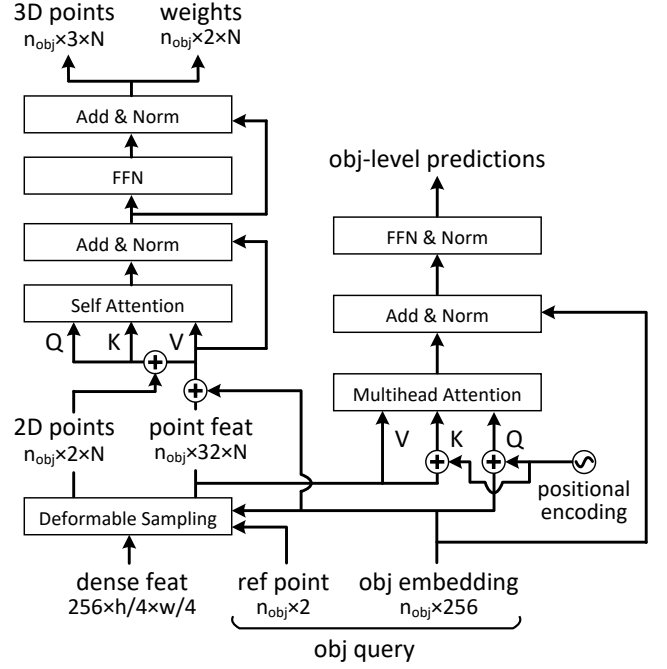 3D points
n_obj×3×N
weights
n_obj×2×N
Add & Norm
FFN
Add & Norm
Self Attention
Q
K
V
2D points
n_obj×2×N
point feat
n_obj×32×N
Deformable Sampling
dense feat
256×h/4×w/4
ref point
n_obj×2
obj embedding
n_obj×256
obj query
obj-level predictions
FFN & Norm
Add & Norm
Multihead Attention
V
K
Q
positional
encoding